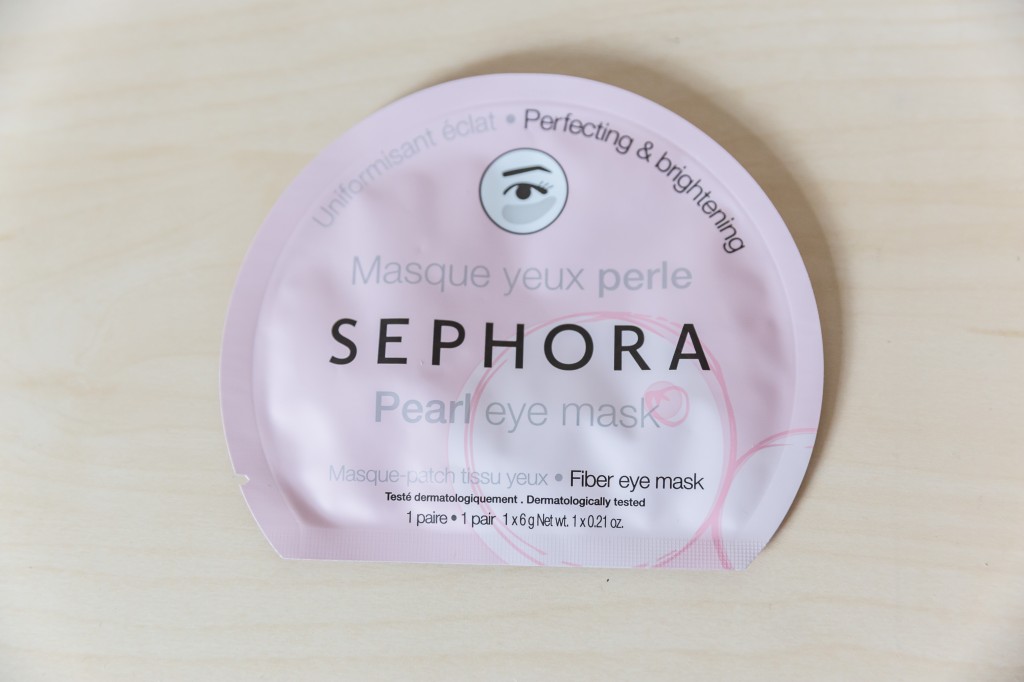 Uniformisant éclat • Perfecting & brightening
Masque yeux perle
SEPHORA
Pearl eye mask
Masque-patch tissu yeux • Fiber eye mask
Testé dermatologiquement . Dermatologically tested
1 paire • 1 pair 1 x 6 g Net wt. 1 x 0.21 oz.